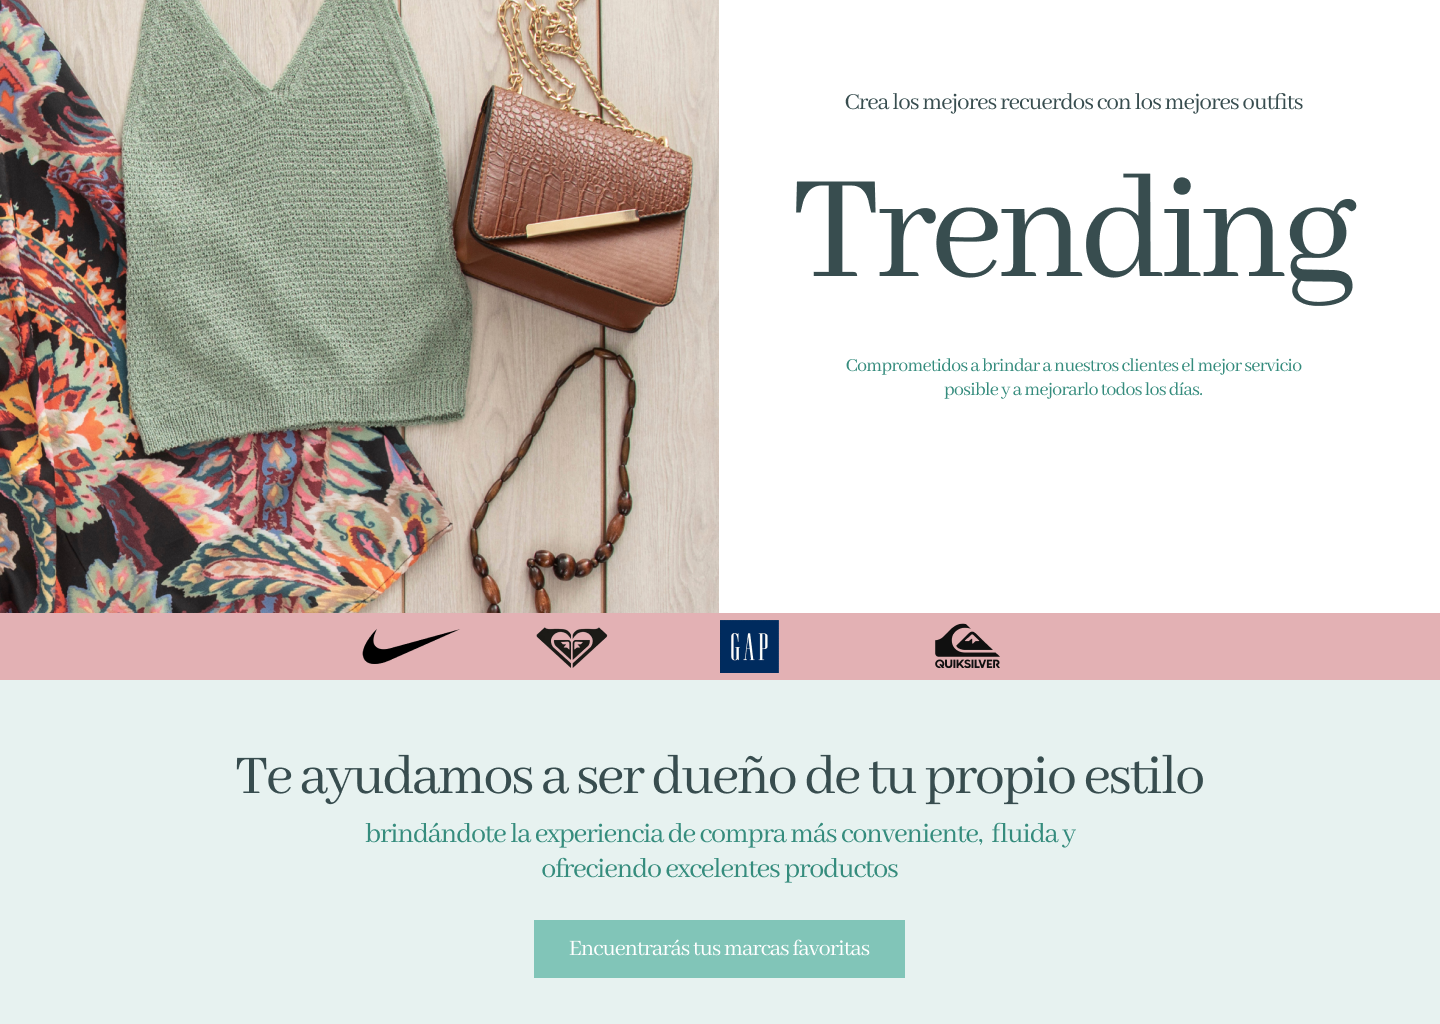 Crea los mejores recuerdos con los mejores outfits
Trending
Comprometidos a brindar a nuestros clientes el mejor servicio
posible y a mejorarlo todos los días.
GAP
QUIKSILVER
Te ayudamos a ser dueño de tu propio estilo
brindándote la experiencia de compra más conveniente, fluida y
ofreciendo excelentes productos
Encuentrarás tus marcas favoritas